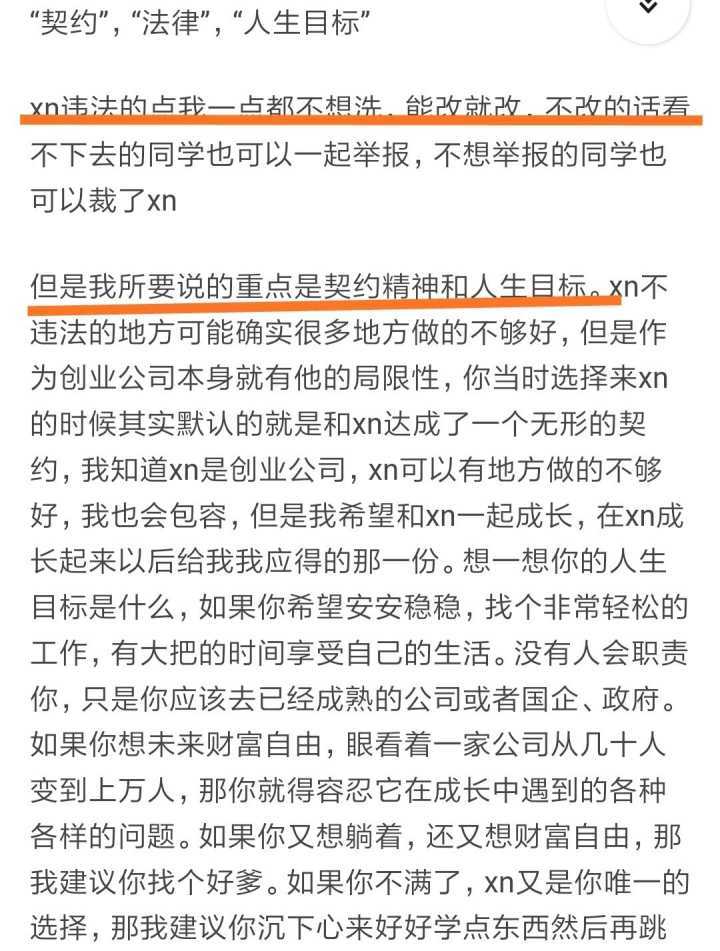 “契约”，“法律”，“人生目标”
xn违法的点我一点都不想洗，能改就改，不改的话看
不下去的同学也可以一起举报，不想举报的同学也
可以裁了xn
但是我所要说的重点是契约精神和人生目标。xn不
违法的地方可能确实很多地方做的不够好，但是作
为创业公司本身就有他的局限性，你当时选择来xn
的时候其实默认的就是和xn达成了一个无形的契
约，我知道xn是创业公司，xn可以有地方做的不够
好，我也会包容，但是我希望和xn一起成长，在xn成
长起来以后给我我应得的那一份。想一想你的人生
目标是什么，如果你希望安安稳稳，找个非常轻松的
工作，有大把的时间享受自己的生活。没有人会职责
你，只是你应该去已经成熟的公司或者国企、政府。
如果你想未来财富自由，眼看着一家公司从几十人
变到上万人，那你就得容忍它在成长中遇到的各种
各样的问题。如果你又想躺着，还又想财富自由，那
我建议你找个好爹。如果你不满了，xn又是你唯一的
选择，那我建议你沉下心来好好学点东西然后再跳